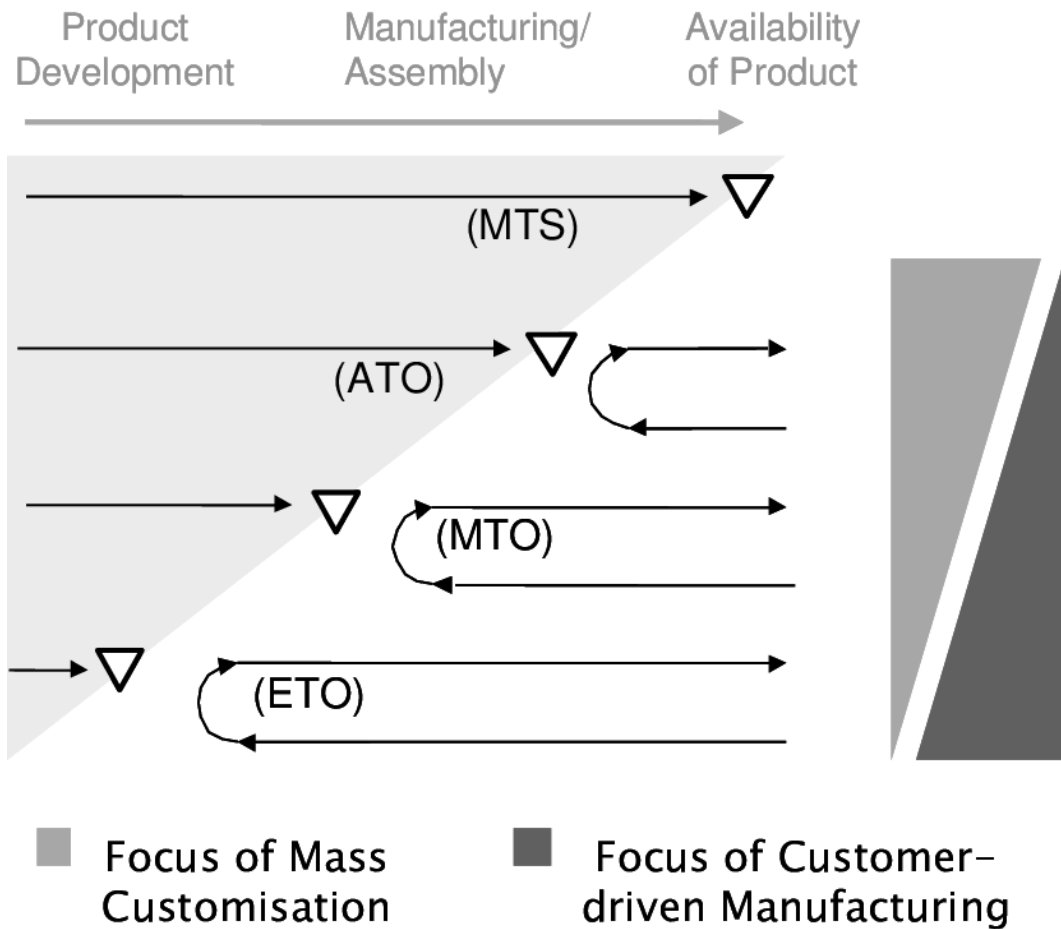 Product
Development
Manufacturing/
Assembly
Availability
of Product
(MTS)
(ATO)
(MTO)
(ETO)
Focus of Mass
Customisation
Focus of Customer–
driven Manufacturing